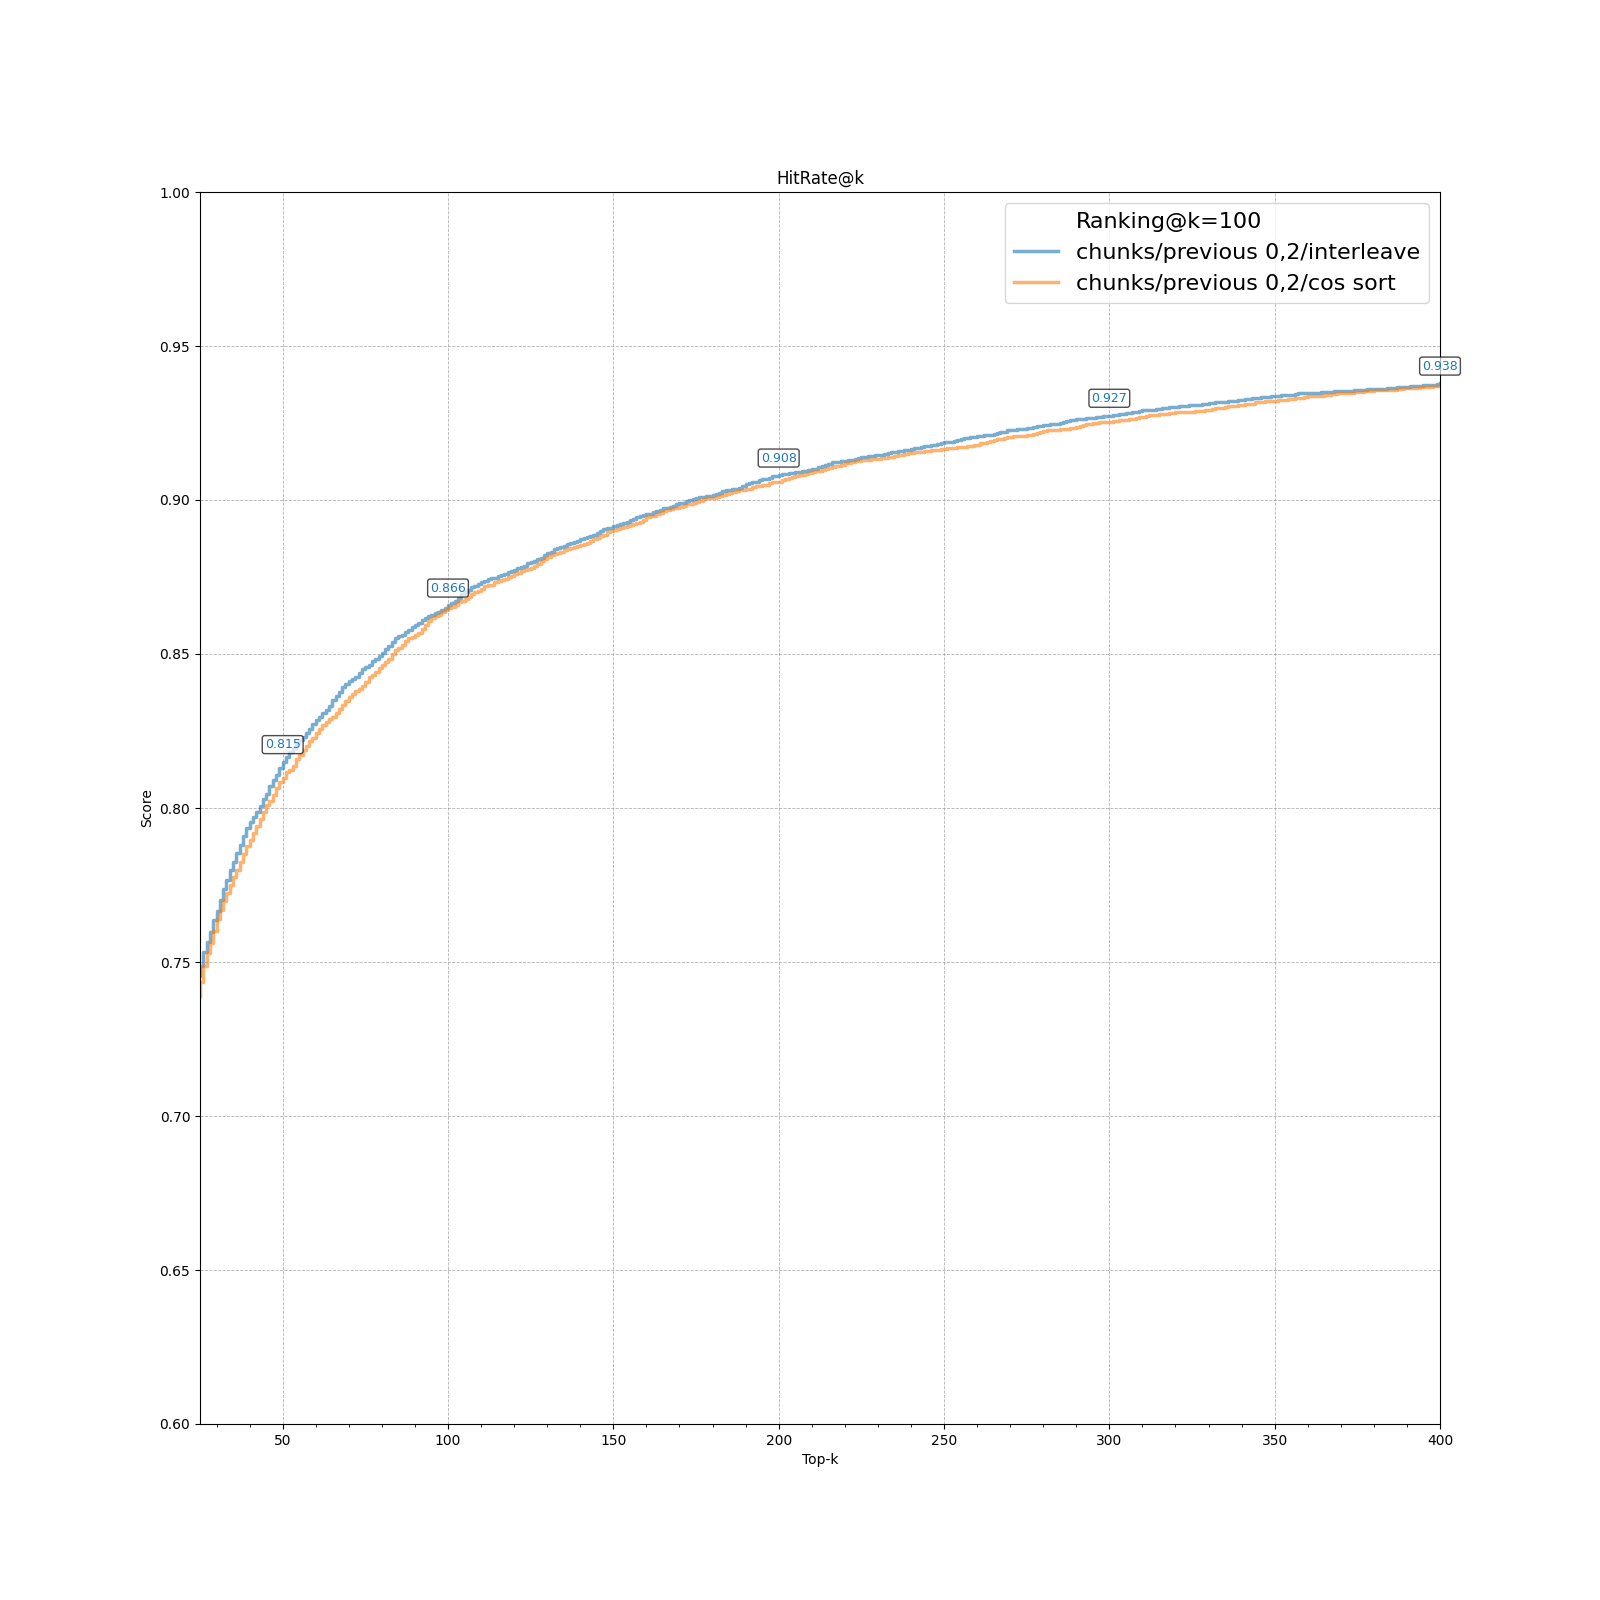 HitRate@k
1.00
0.95
0.90
0.85
0.80
0.75
0.70
0.65
0.60
Score
Ranking@k=100
chunks/previous 0,2/interleave
chunks/previous 0,2/cos sort
0.815
0.866
0.908
0.927
0.938
50 100 150 200 250 300 350 400
Top-k